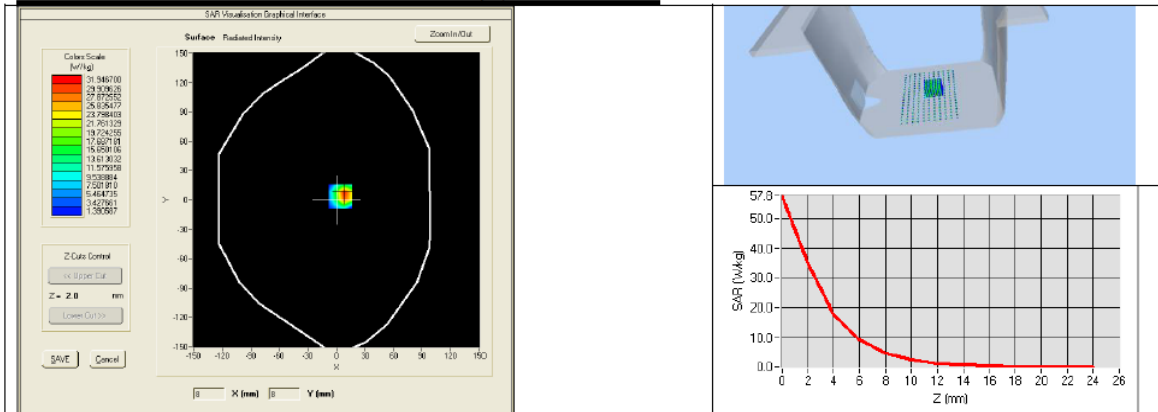 SAR Visualisation Graphical Interface
Surface Radiated Intensity
Zoom In/Out
Colors Scale
(W/kg)
31.946700
29.909626
27.872552
25.835477
23.798403
21.761329
19.724255
17.687181
15.650106
13.613032
11.575958
9.538884
7.501810
5.464735
3.427661
1.390587
Z-Cuts Control
<< Upper Cut
Z = 2.0 mm
Lower Cut >>
SAVE Cancel
150
120
90
60
30
0
-30
-60
-90
-120
-150
Y
-150 -120 -90 -60 -30 0 30 60 90 120 150
X
8 X (mm) 8 Y (mm)
57.8
50.0
40.0
30.0
20.0
10.0
0.0
SAR (W/kg)
0 2 4 6 8 10 12 14 16 18 20 22 24 26
Z (mm)